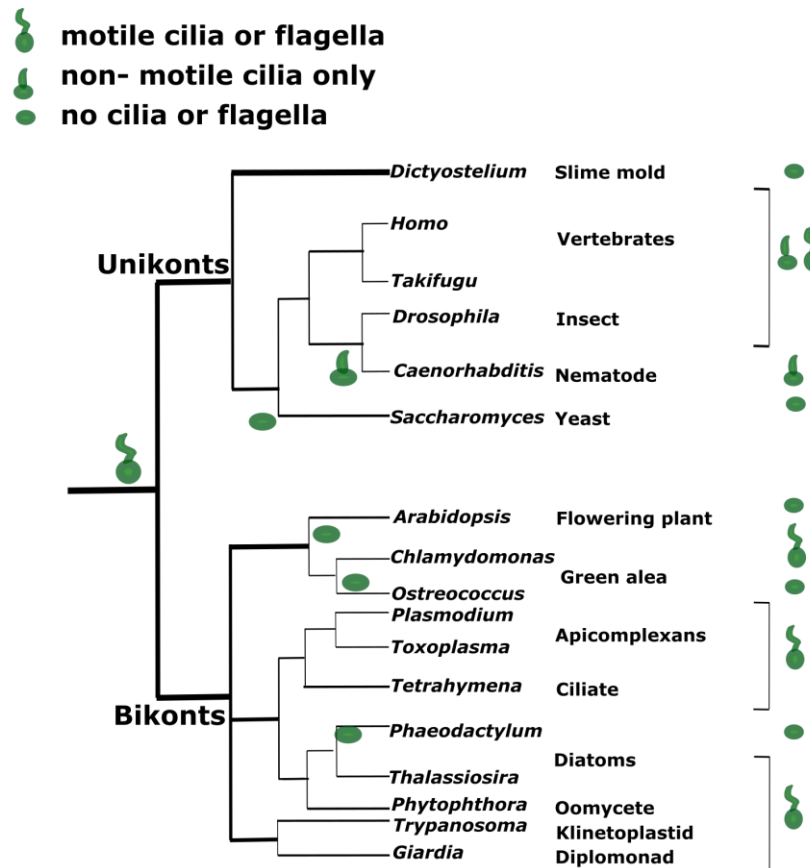 motile cilia or flagella
non- motile cilia only
no cilia or flagella
Dictyostelium Slime mold
Homo
Vertebrates
Unikonts
Takifugu
Drosophila Insect
Caenorhabditis Nematode
Saccharomyces Yeast
Arabidopsis Flowering plant
Chlamydomonas
Green alea
Ostreococcus
Plasmodium
Apicomplexans
Toxoplasma
Tetrahymena Ciliate
Bikonts
Phaeodactylum
Diatoms
Thalassiosira
Phytophthora Oomycete
Trypanosoma Klinetoplastid
Giardia Diplomonad